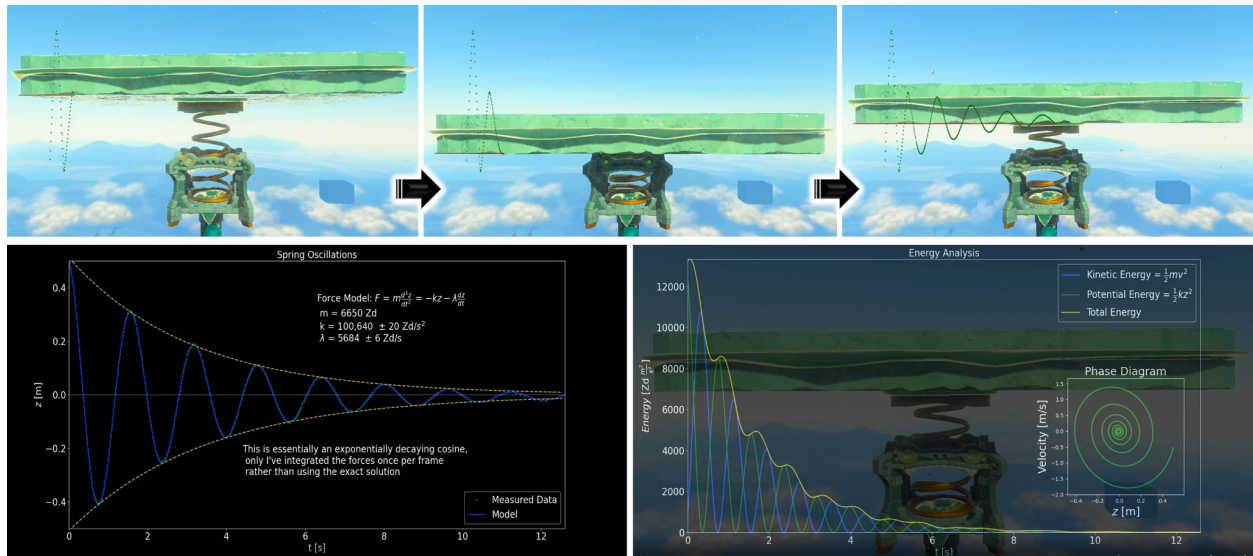 Spring Oscillations
0.4
0.2
0.0
−0.2
−0.4
z [m]
Force Model: F = m d²z/dt² = −kz − λ dz/dt
m = 6650 Zd
k = 100,640 ± 20 Zd/s²
λ = 5684 ± 6 Zd/s
This is essentially an exponentially decaying cosine,
only I've integrated the forces once per frame
rather than using the exact solution
Measured Data
Model
0
2
4
6
8
10
12
t [s]
Energy Analysis
12000
10000
8000
6000
4000
2000
0
Energy [Zd m²/s²]
Kinetic Energy = ½mv²
Potential Energy = ½kz²
Total Energy
Phase Diagram
1.5
1.0
0.5
0.0
−0.5
−1.0
−1.5
Velocity [m/s]
−0.4
−0.2
0.0
0.2
0.4
z [m]
0
2
4
6
8
10
12
t [s]